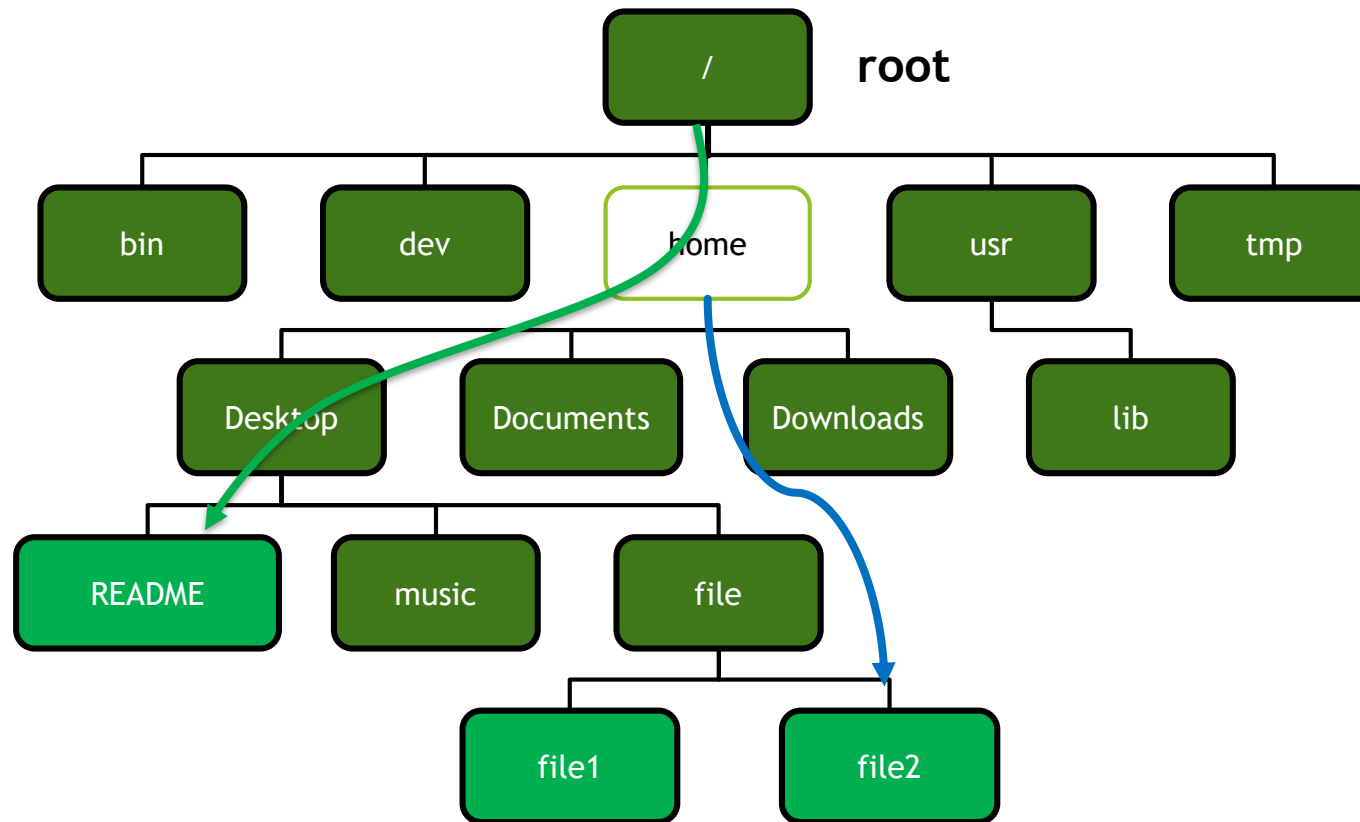 /
root
bin
dev
home
usr
tmp
Desktop
Documents
Downloads
lib
README
music
file
file1
file2